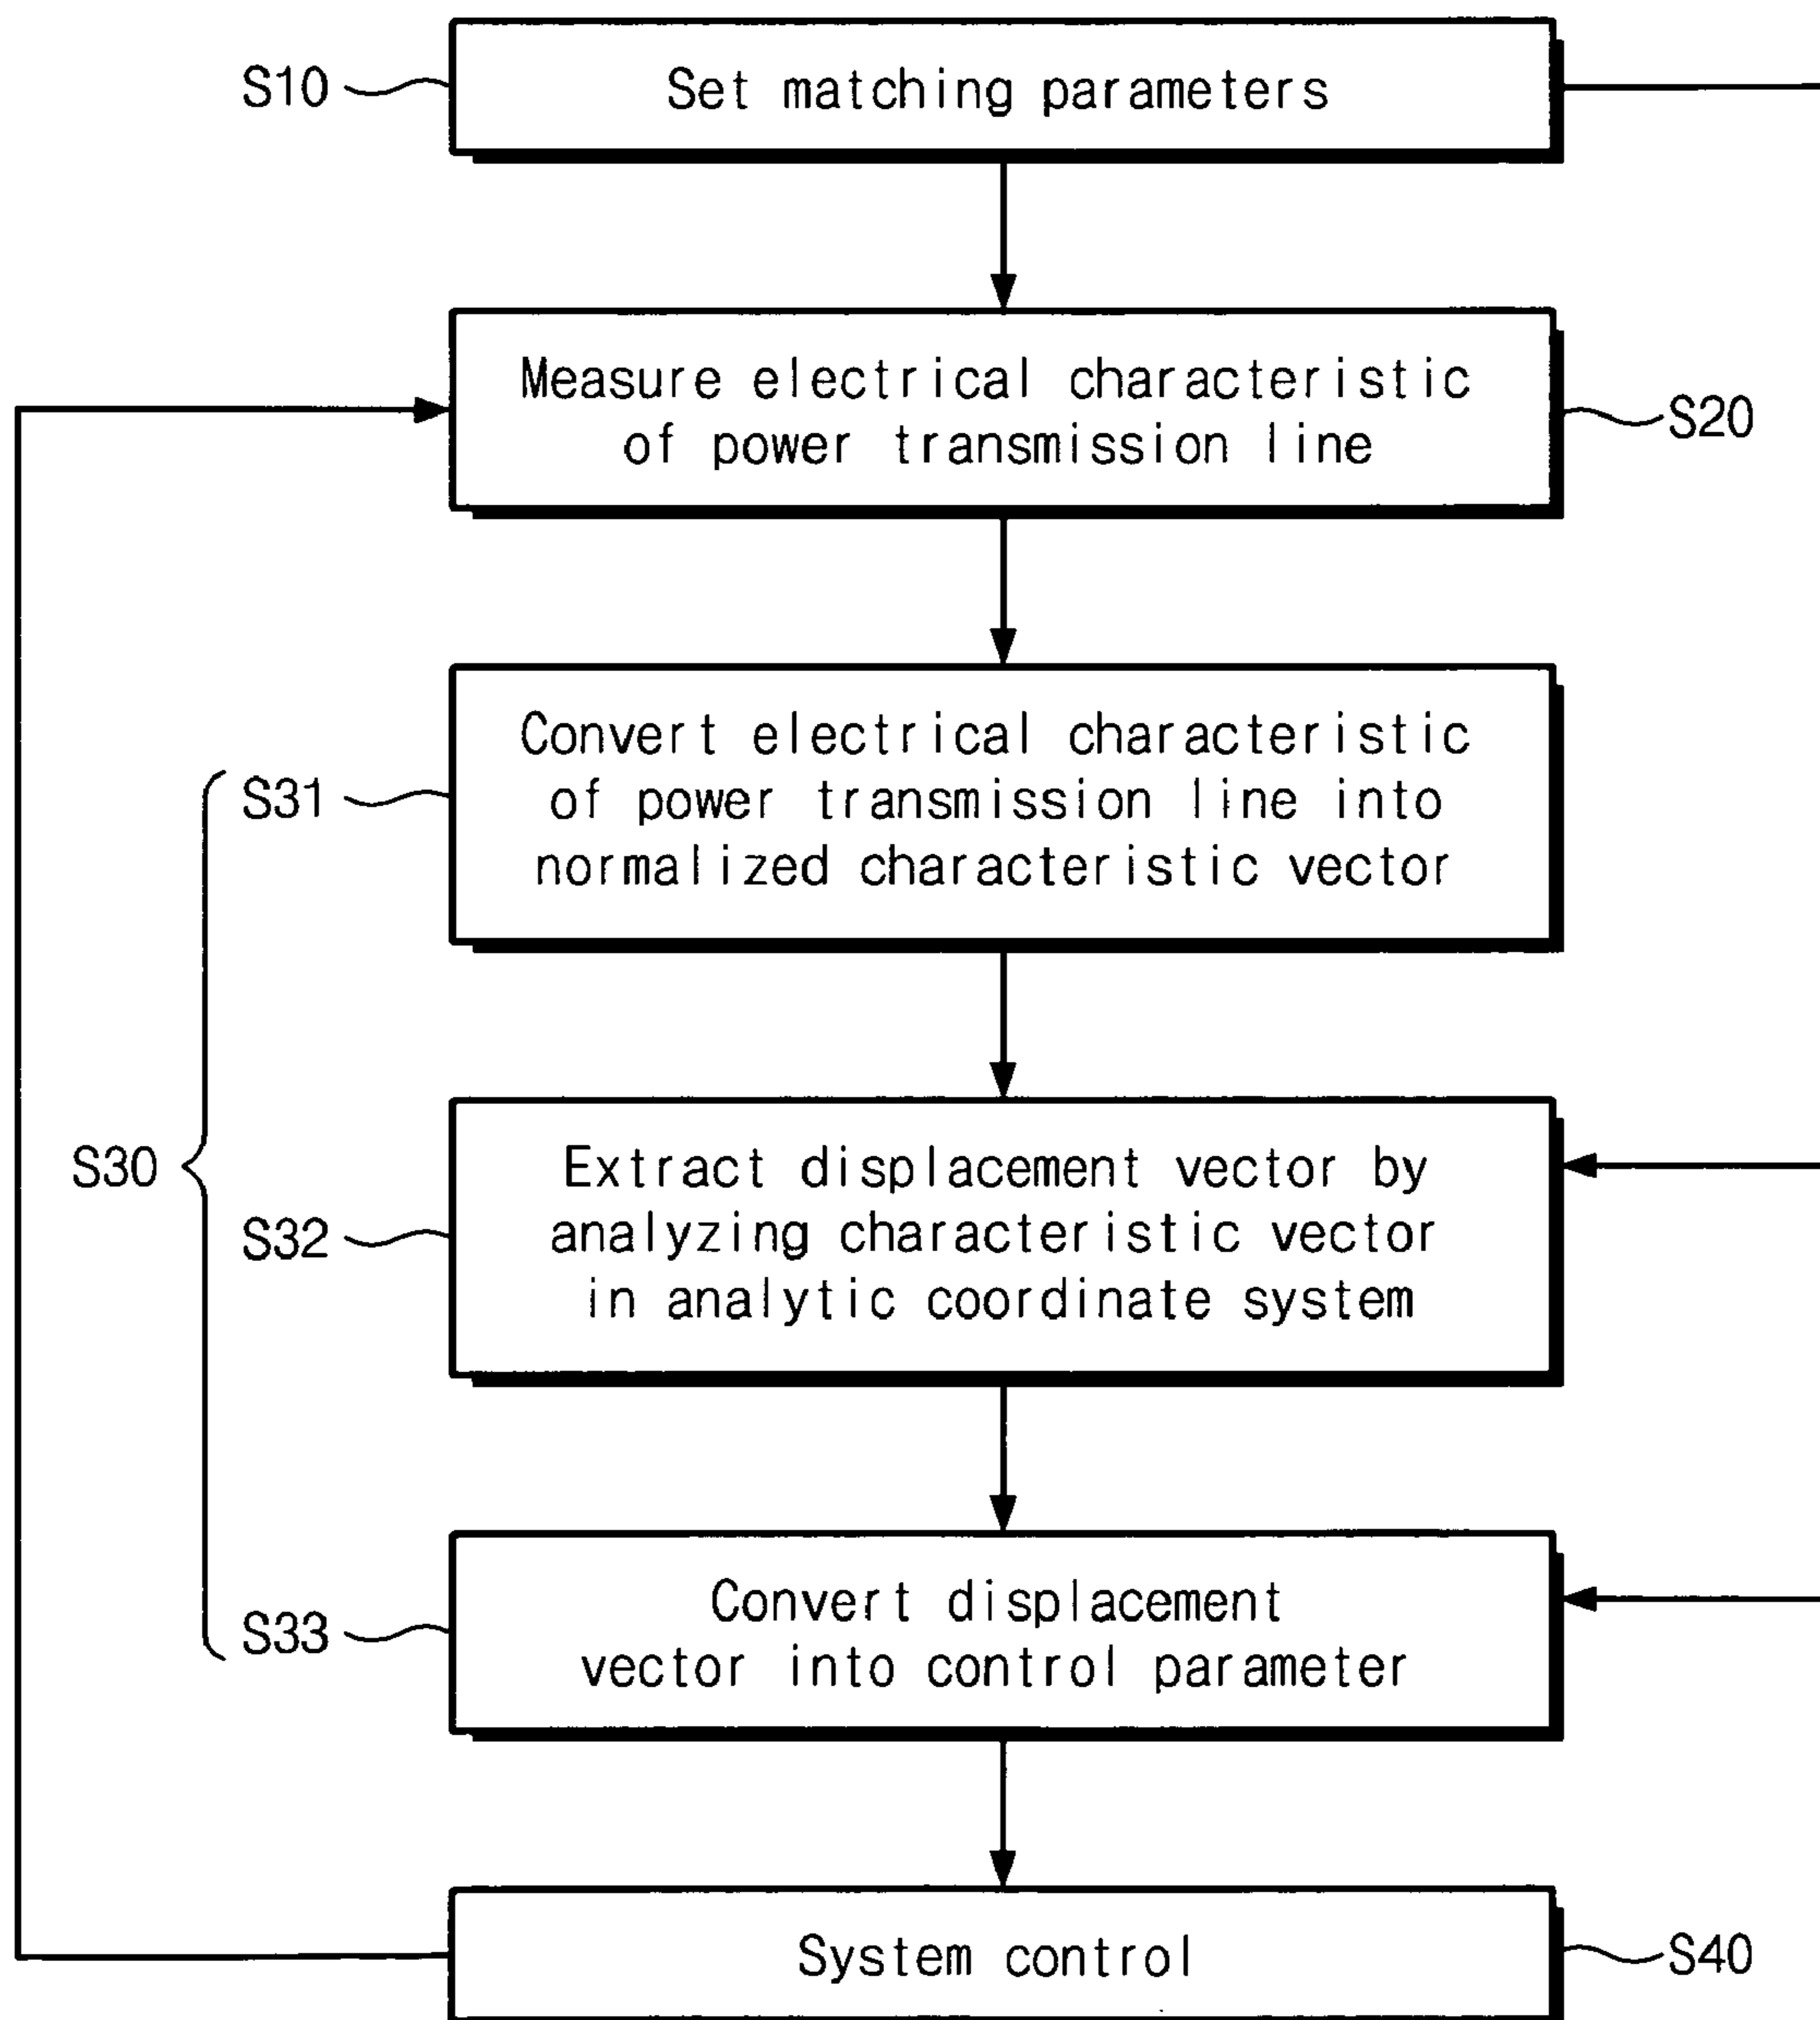 S10
Set matching parameters
Measure electrical characteristic
of power transmission line
S20
S30
S31
Convert electrical characteristic
of power transmission line into
normalized characteristic vector
S32
Extract displacement vector by
analyzing characteristic vector
in analytic coordinate system
S33
Convert displacement
vector into control parameter
System control
S40